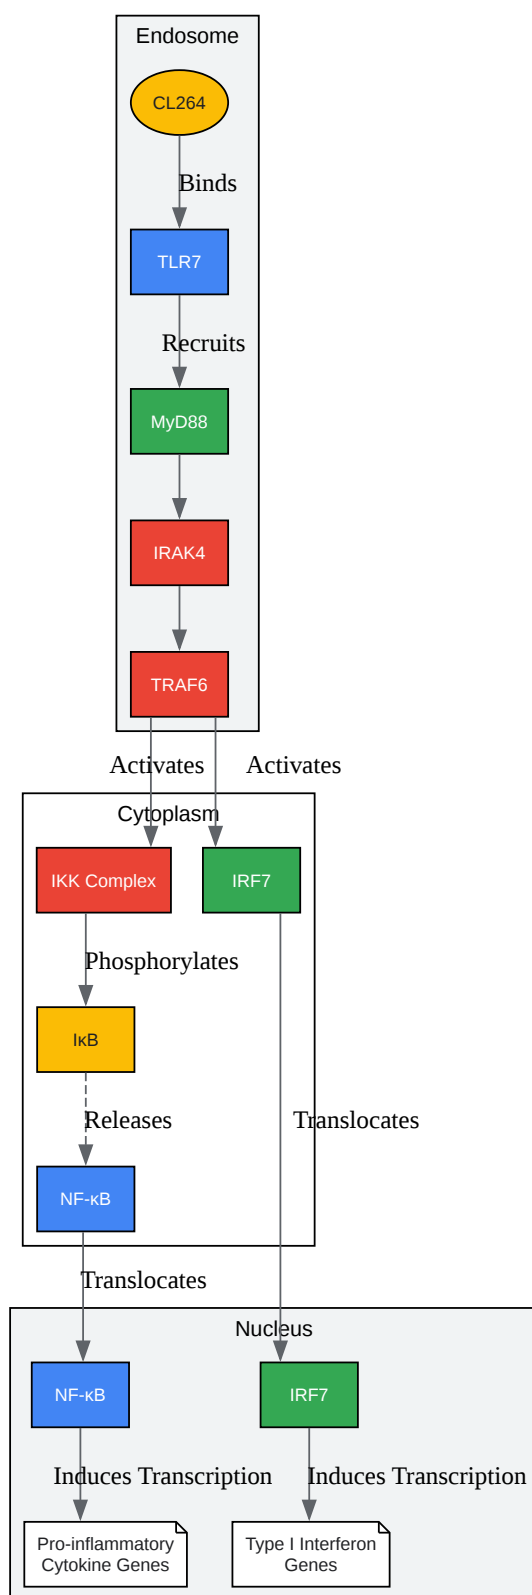 Endosome
CL264
Binds
TLR7
Recruits
MyD88
IRAK4
TRAF6
Activates
Activates
Cytoplasm
IKK Complex
IRF7
Phosphorylates
IκB
Releases
Translocates
NF-κB
Translocates
Nucleus
NF-κB
IRF7
Induces Transcription
Induces Transcription
Pro-inflammatory
Cytokine Genes
Type I Interferon
Genes